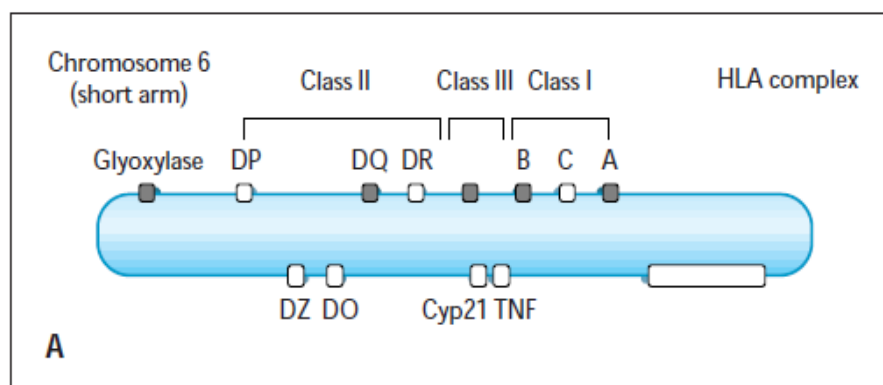 Chromosome 6
(short arm)
Class II
Class III
Class I
HLA complex
Glyoxylase
DP
DQ
DR
B
C
A
DZ
DO
Cyp21
TNF
A